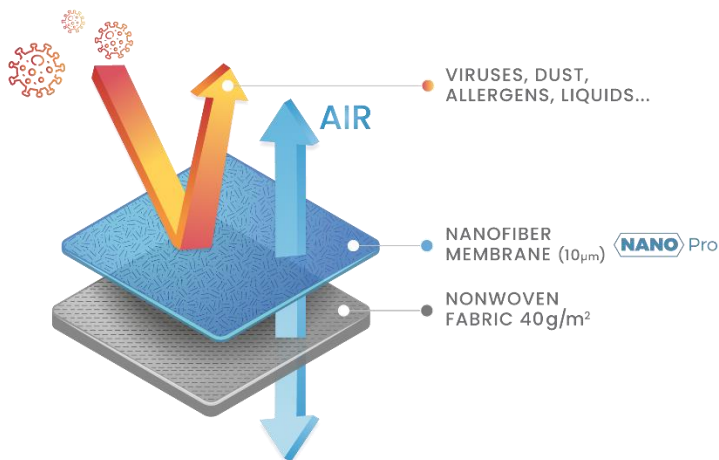 VIRUSES, DUST,
ALLERGENS, LIQUIDS...
AIR
NANOFIBER
MEMBRANE (10μm) NANO Pro
NONWOVEN
FABRIC 40g/m²